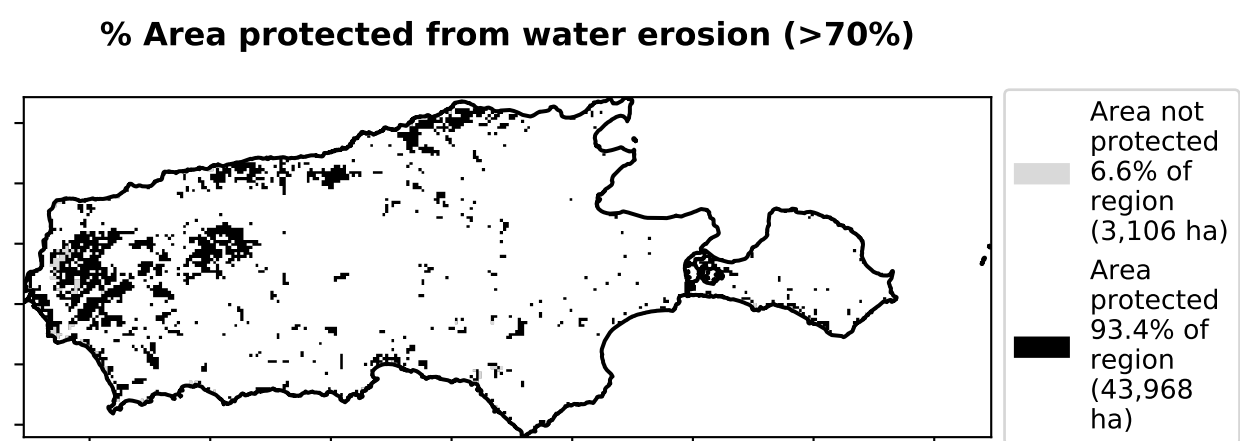 % Area protected from water erosion (>70%)
Area not
protected
6.6% of
region
(3,106 ha)
Area
protected
93.4% of
region
(43,968
ha)